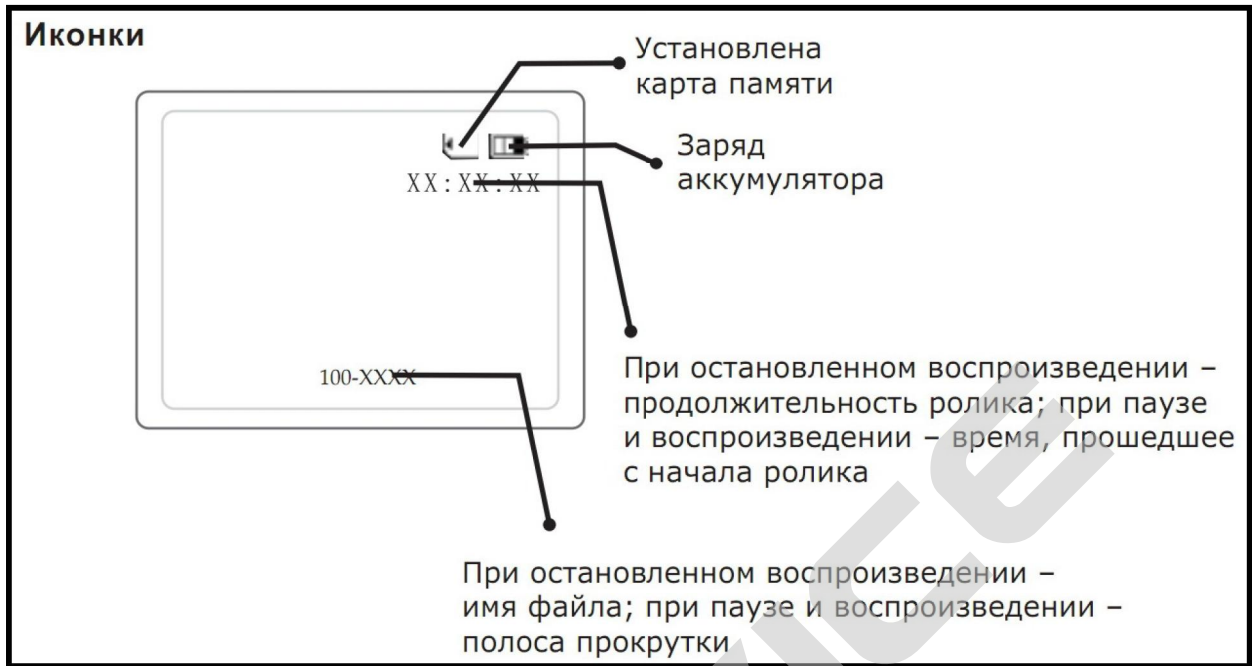 Иконки
Установлена
карта памяти
Заряд
аккумулятора
XX:XX:XX
100-XXXX
При остановленном воспроизведении –
продолжительность ролика; при паузе
и воспроизведении – время, прошедшее
с начала ролика
При остановленном воспроизведении –
имя файла; при паузе и воспроизведении –
полоса прокрутки